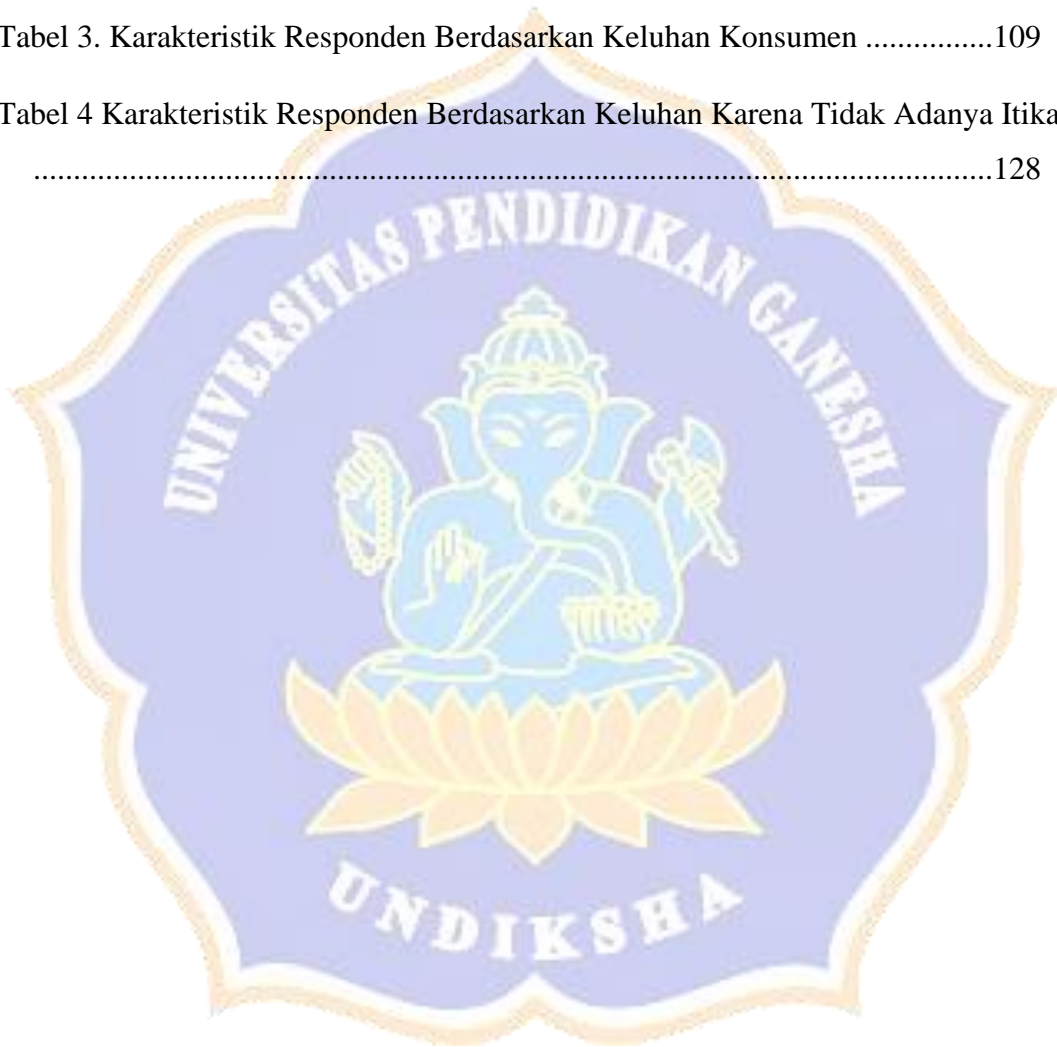 Tabel 3. Karakteristik Responden Berdasarkan Keluhan Konsumen ................109
Tabel 4 Karakteristik Responden Berdasarkan Keluhan Karena Tidak Adanya Itika
.........................................................................................................................128
UNIVERSITAS PENDIDIKAN GANESHA
UNDIKSHA